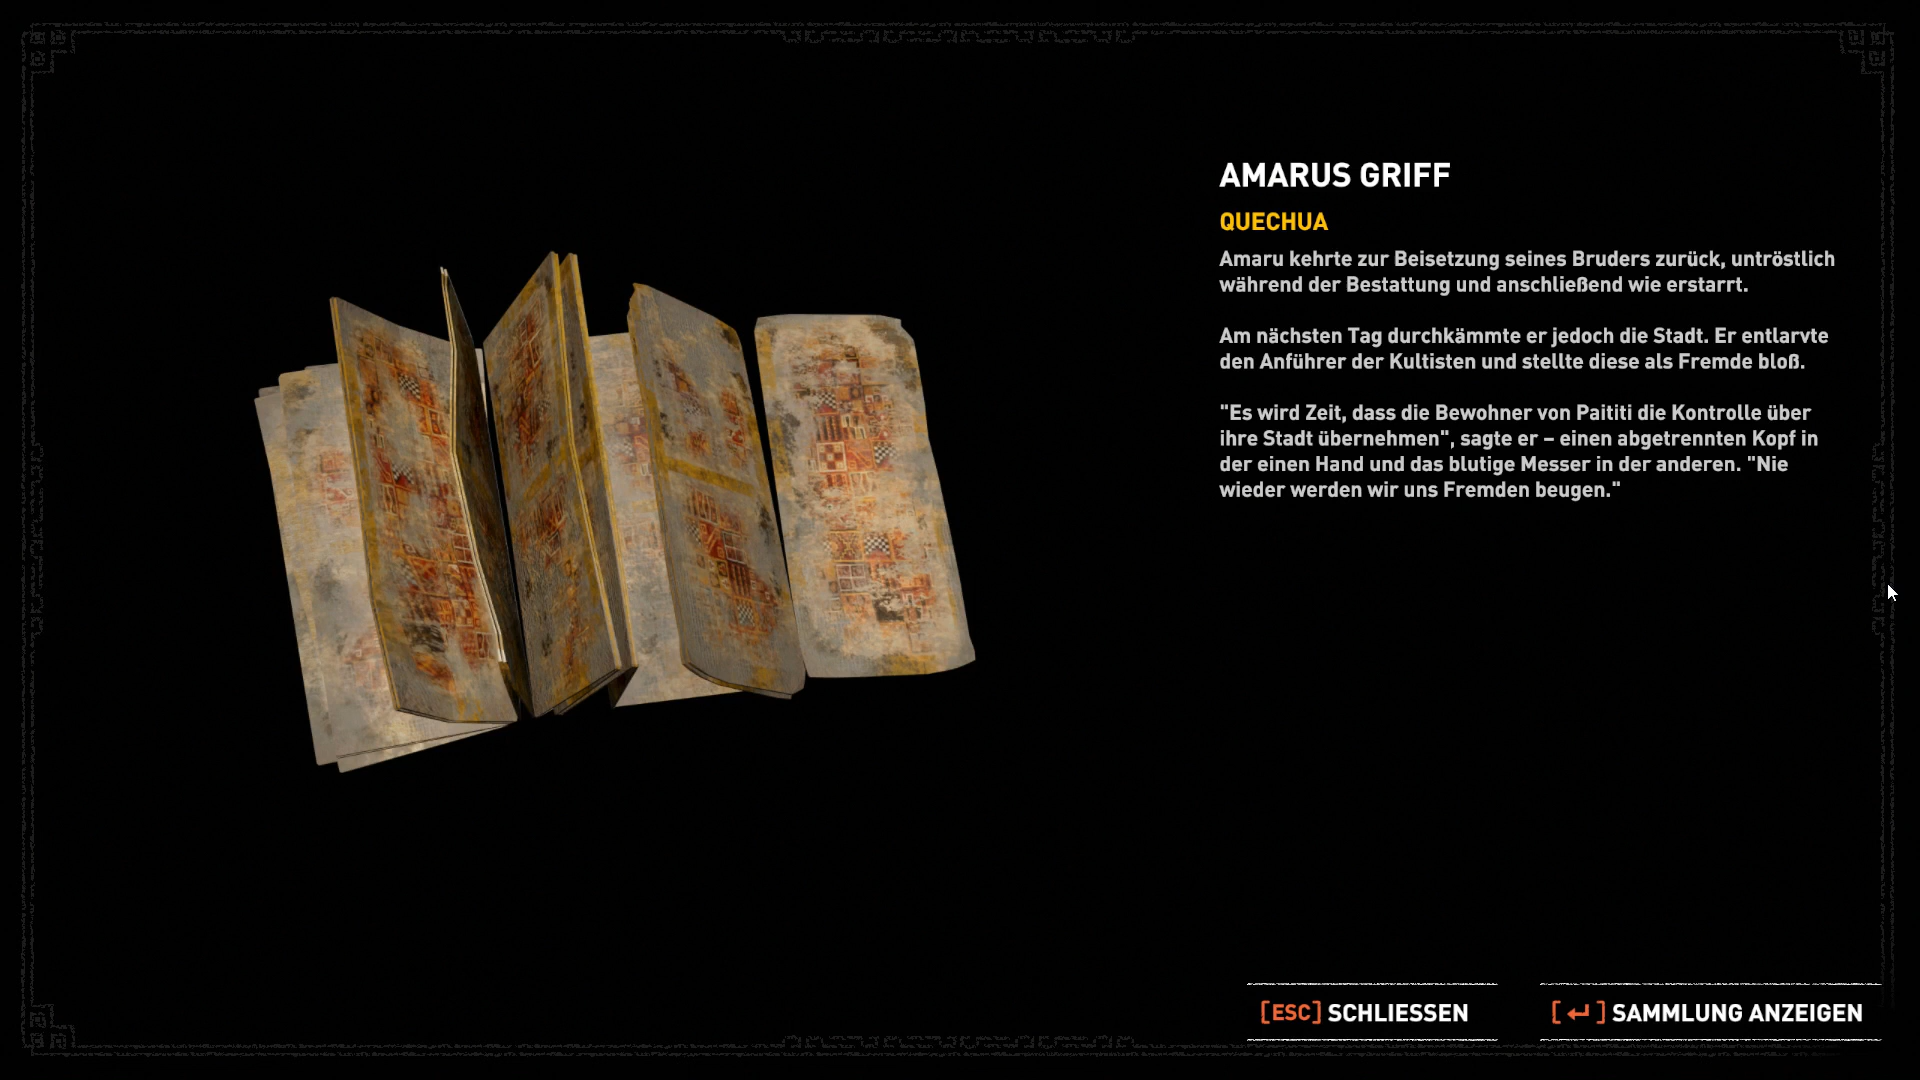 AMARUS GRIFF
QUECHUA
Amaru kehrte zur Beisetzung seines Bruders zurück, untröstlich
während der Bestattung und anschließend wie erstarrt.
Am nächsten Tag durchkämmte er jedoch die Stadt. Er entlarvte
den Anführer der Kultisten und stellte diese als Fremde bloß.
"Es wird Zeit, dass die Bewohner von Paititi die Kontrolle über
ihre Stadt übernehmen", sagte er – einen abgetrennten Kopf in
der einen Hand und das blutige Messer in der anderen. "Nie
wieder werden wir uns Fremden beugen."
[ESC] SCHLIESSEN
[↵] SAMMLUNG ANZEIGEN